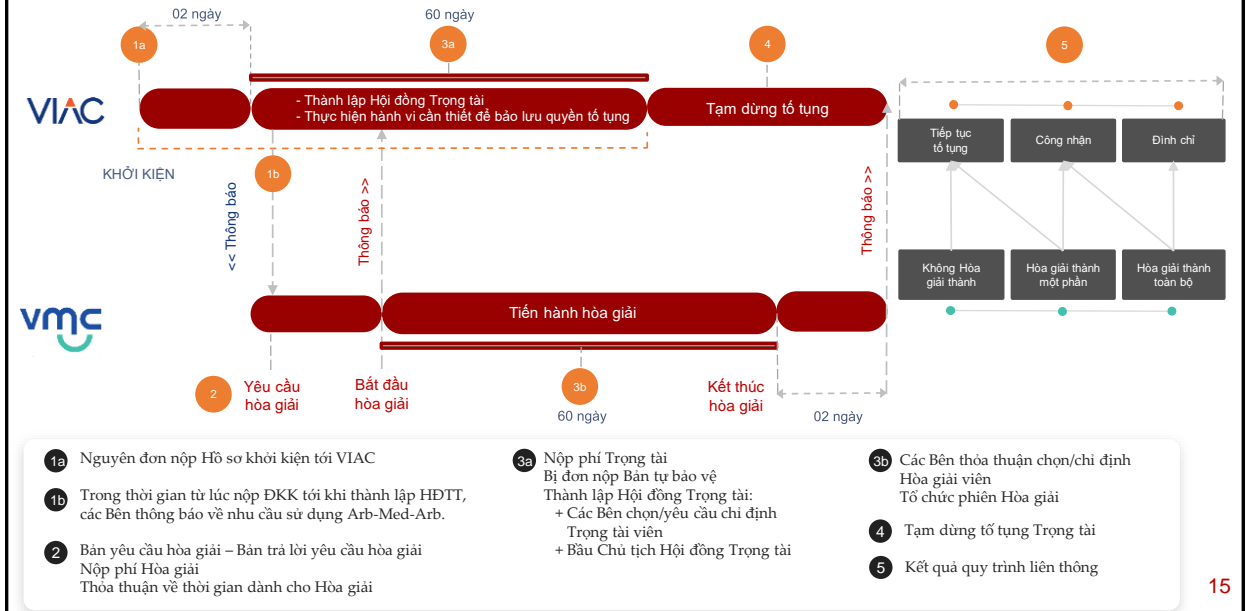 02 ngày
60 ngày
1a
3a
4
5
VIAC
- Thành lập Hội đồng Trọng tài
- Thực hiện hành vi cần thiết để bảo lưu quyền tố tụng
Tạm dừng tố tụng
Tiếp tục
tố tụng
Công nhận
Đình chỉ
KHỞI KIỆN
1b
<< Thông báo
Thông báo >>
Thông báo >>
Không Hòa
giải thành
Hòa giải thành
một phần
Hòa giải thành
toàn bộ
vmc
Tiến hành hòa giải
2
Yêu cầu
hòa giải
Bắt đầu
hòa giải
3b
60 ngày
Kết thúc
hòa giải
02 ngày
1a Nguyên đơn nộp Hồ sơ khởi kiện tới VIAC
1b Trong thời gian từ lúc nộp ĐKK tới khi thành lập HĐTT,
các Bên thông báo về nhu cầu sử dụng Arb-Med-Arb.
2 Bản yêu cầu hòa giải – Bản trả lời yêu cầu hòa giải
Nộp phí Hòa giải
Thỏa thuận về thời gian dành cho Hòa giải
3a Nộp phí Trọng tài
Bị đơn nộp Bản tự bảo vệ
Thành lập Hội đồng Trọng tài:
+ Các Bên chọn/yêu cầu chỉ định
Trọng tài viên
+ Bầu Chủ tịch Hội đồng Trọng tài
3b Các Bên thỏa thuận chọn/chỉ định
Hòa giải viên
Tổ chức phiên Hòa giải
4 Tạm dừng tố tụng Trọng tài
5 Kết quả quy trình liên thông
15